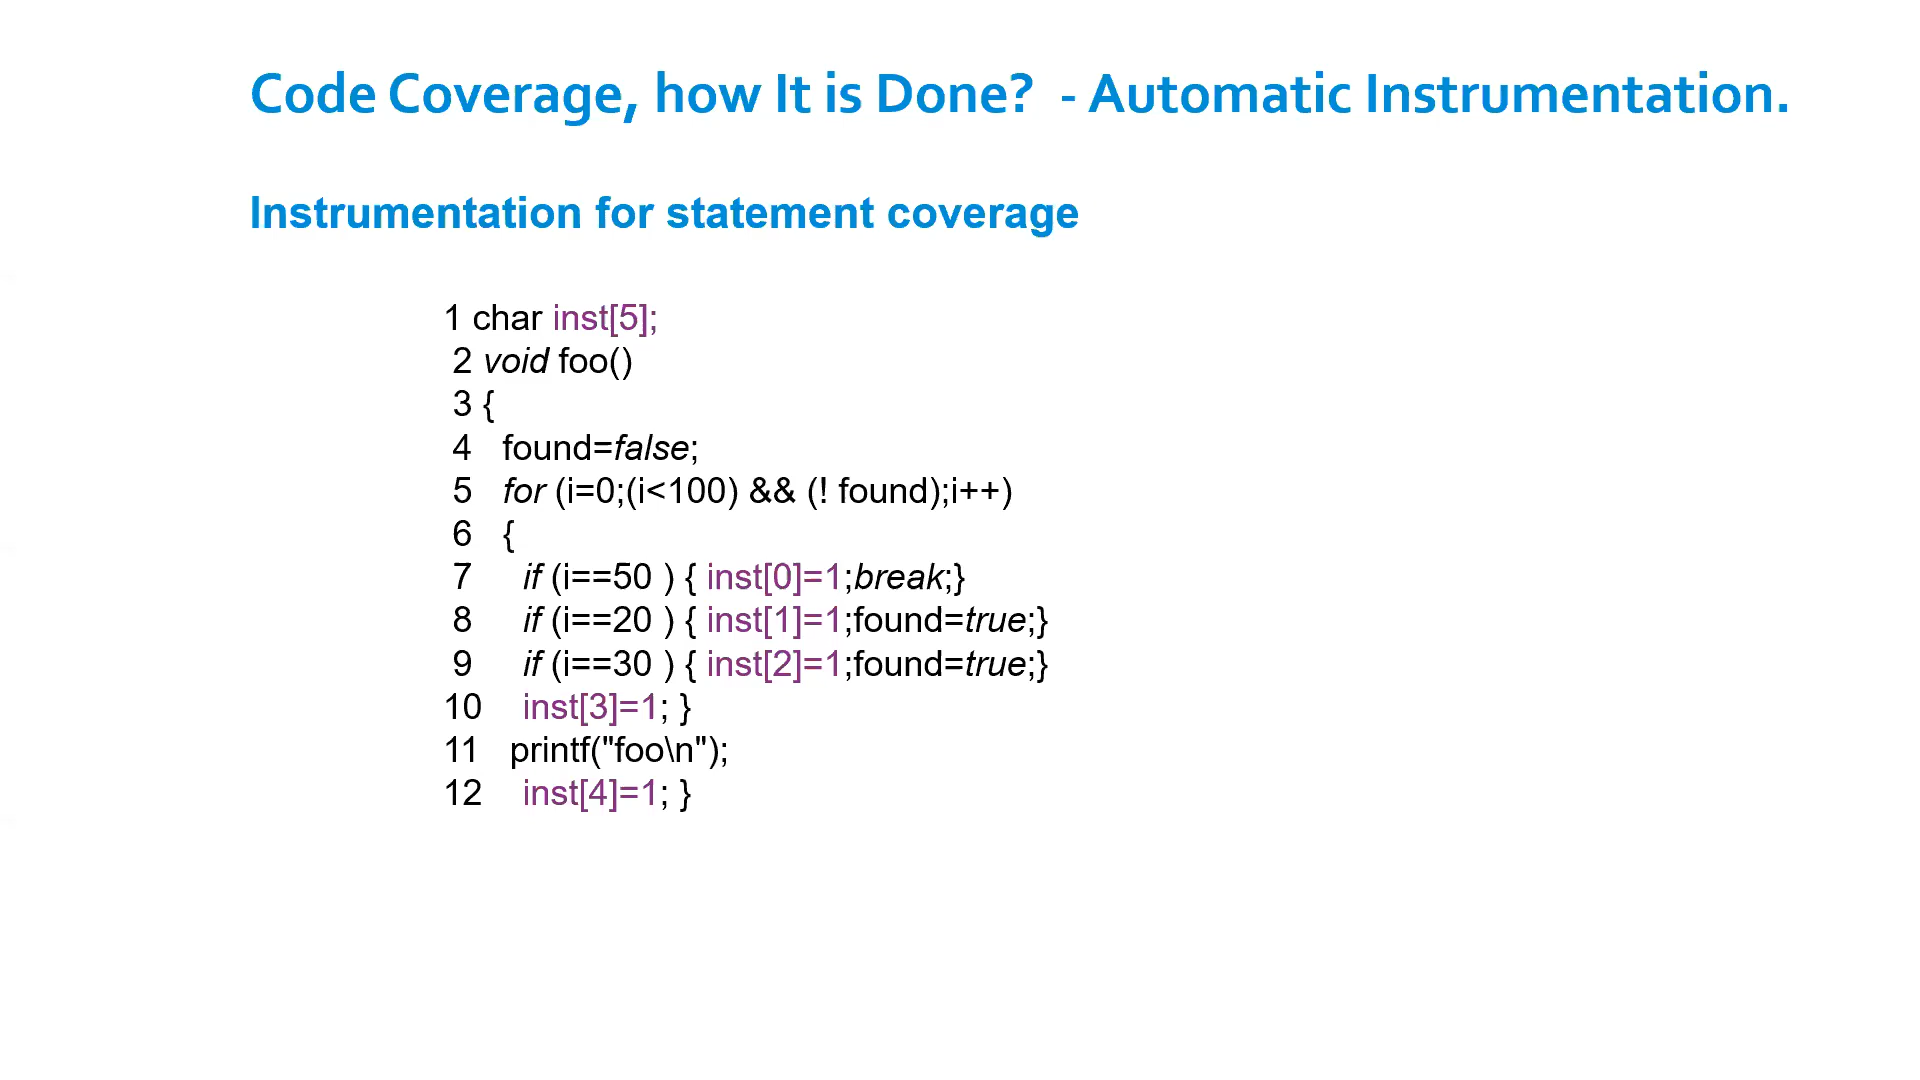 Code Coverage, how It is Done?  - Automatic Instrumentation.
Instrumentation for statement coverage
1 char inst[5];
2 void foo()
3 {
4   found=false;
5   for (i=0;(i<100) && (! found);i++)
6   {
7     if (i==50 ) { inst[0]=1;break;}
8     if (i==20 ) { inst[1]=1;found=true;}
9     if (i==30 ) { inst[2]=1;found=true;}
10    inst[3]=1; }
11   printf("foo\n");
12    inst[4]=1; }